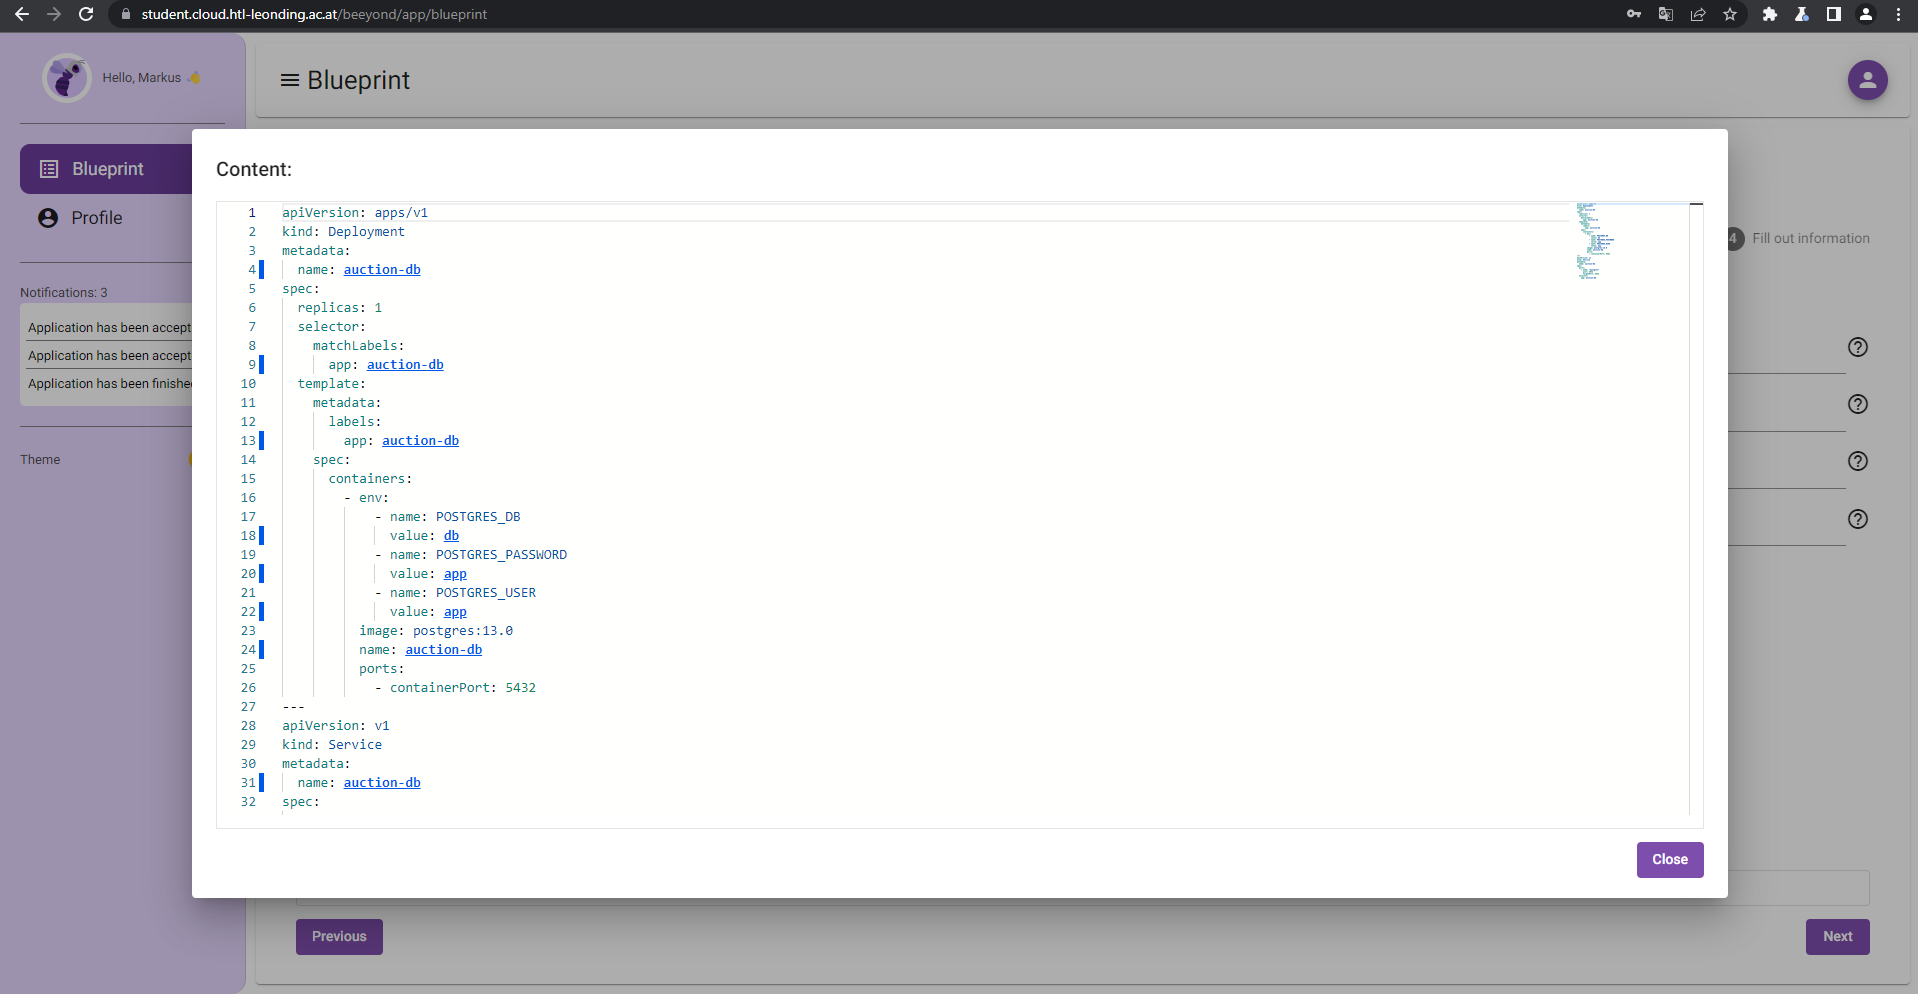 student.cloud.htl-leonding.ac.at/beeyond/app/blueprint
Hello, Markus 👋
Blueprint
Blueprint
Profile
Notifications: 3
Application has been accept
Application has been accept
Application has been finishe
Theme
4 Fill out information
Content:
1 apiVersion: apps/v1
2 kind: Deployment
3 metadata:
4 name: auction-db
5 spec:
6 replicas: 1
7 selector:
8 matchLabels:
9 app: auction-db
10 template:
11 metadata:
12 labels:
13 app: auction-db
14 spec:
15 containers:
16 - env:
17 - name: POSTGRES_DB
18 value: db
19 - name: POSTGRES_PASSWORD
20 value: app
21 - name: POSTGRES_USER
22 value: app
23 image: postgres:13.0
24 name: auction-db
25 ports:
26 - containerPort: 5432
27 ---
28 apiVersion: v1
29 kind: Service
30 metadata:
31 name: auction-db
32 spec:
Close
Previous
Next